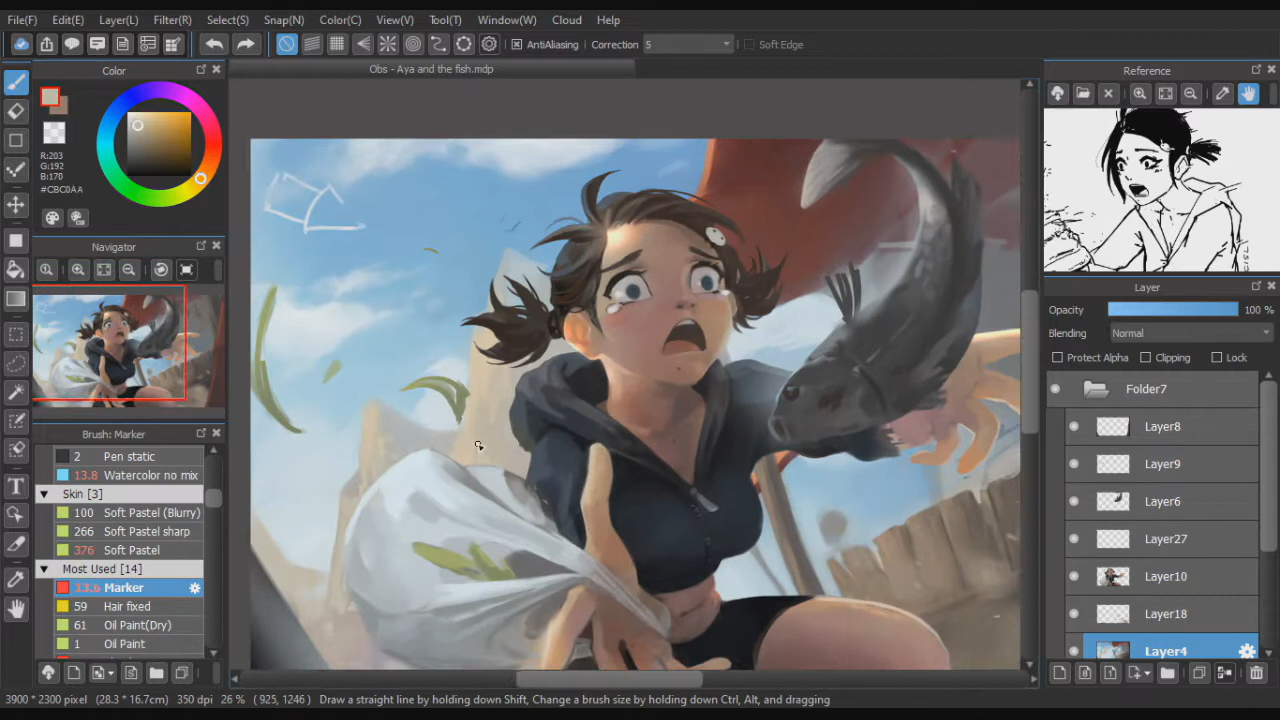 File(F) Edit(E) Layer(L) Filter(R) Select(S) Snap(N) Color(C) View(V) Tool(T) Window(W) Cloud Help
AntiAliasing Correction 5 Soft Edge
Color
Obs - Aya and the fish.mdp
Reference
R:203
G:192
B:170
#CBC0AA
Navigator
Layer
Opacity 100 %
Blending Normal
Protect Alpha Clipping Lock
Folder7
Layer8
Layer9
Layer6
Layer27
Layer10
Layer18
Layer4
Brush: Marker
2 Pen static
13.8 Watercolor no mix
Skin [3]
100 Soft Pastel (Blurry)
266 Soft Pastel sharp
376 Soft Pastel
Most Used [14]
13.6 Marker
59 Hair fixed
61 Oil Paint(Dry)
1 Oil Paint
3900 * 2300 pixel (28.3 * 16.7cm) 350 dpi 26 % ( 925, 1246 ) Draw a straight line by holding down Shift, Change a brush size by holding down Ctrl, Alt, and dragging